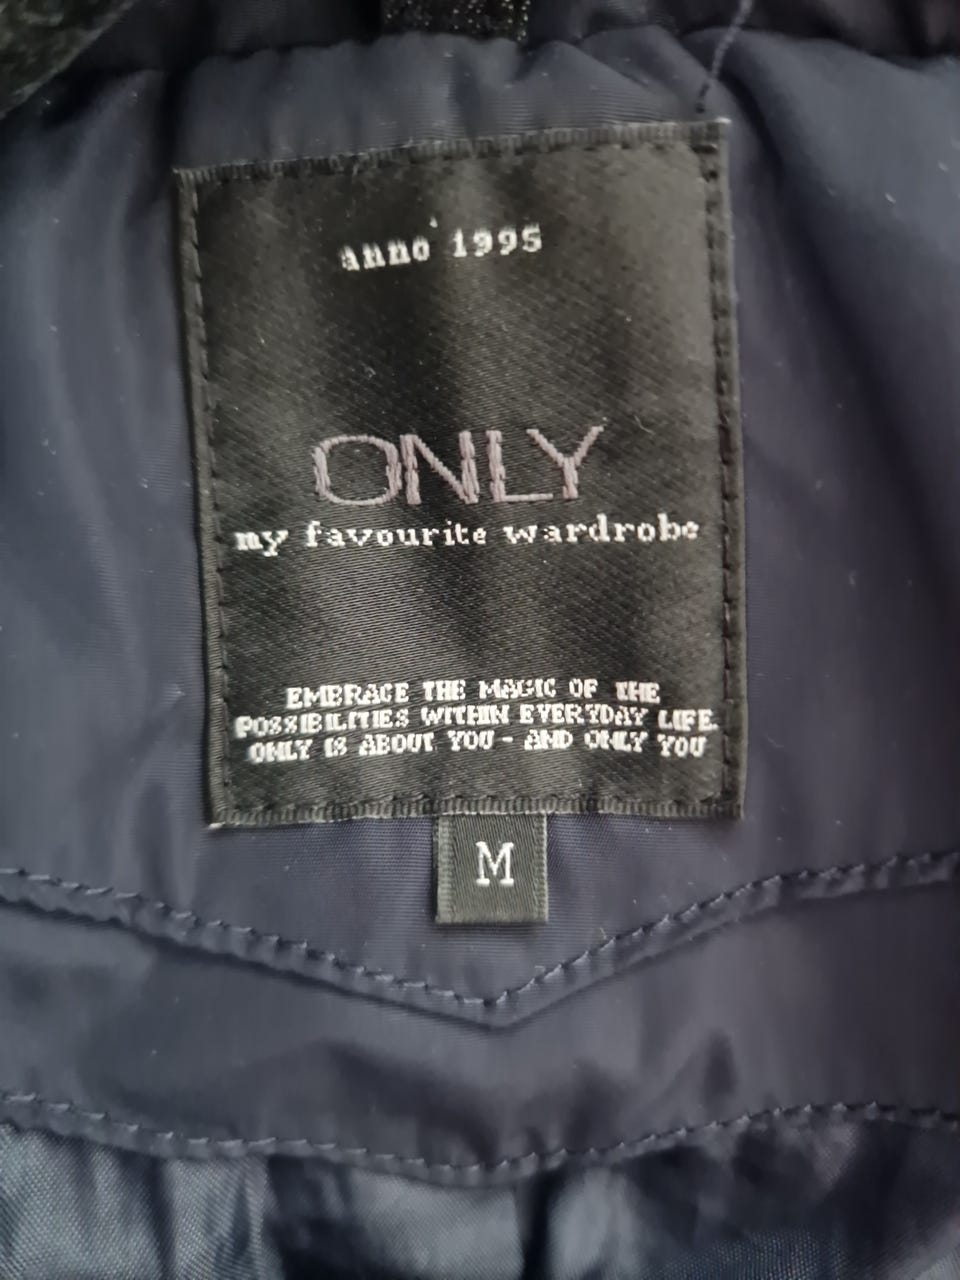 anno 1995
ONLY
my favourite wardrobe
EMBRACE THE MAGIC OF THE
POSSIBILITIES WITHIN EVERYDAY LIFE.
ONLY IS ABOUT YOU - AND ONLY YOU
M